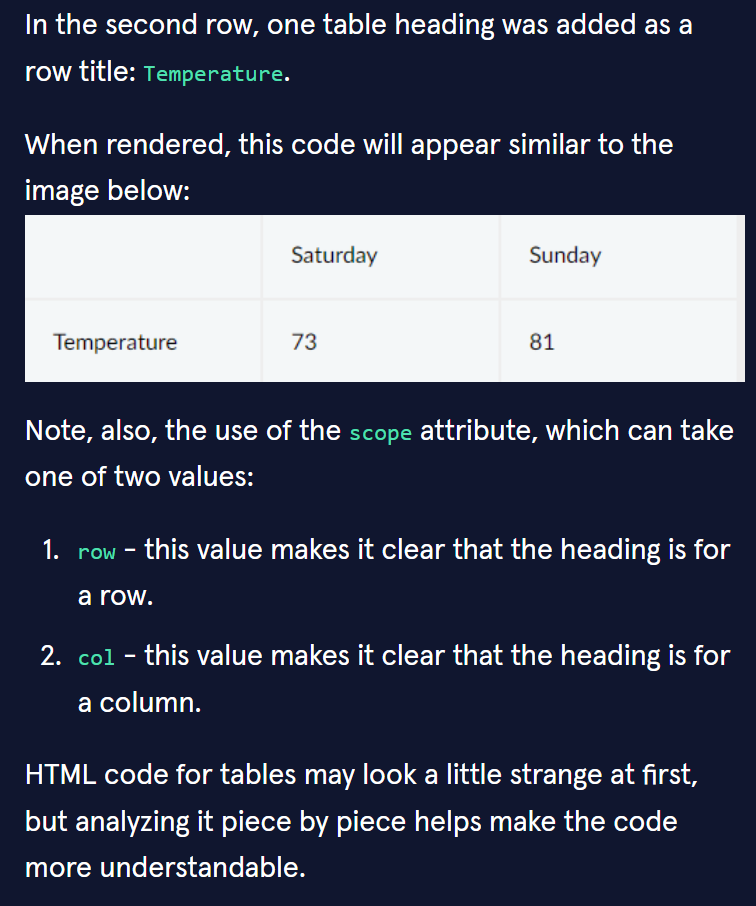 In the second row, one table heading was added as a
row title: Temperature.
When rendered, this code will appear similar to the
image below:
Saturday Sunday
Temperature 73 81
Note, also, the use of the scope attribute, which can take
one of two values:
1. row – this value makes it clear that the heading is for
a row.
2. col – this value makes it clear that the heading is for
a column.
HTML code for tables may look a little strange at first,
but analyzing it piece by piece helps make the code
more understandable.